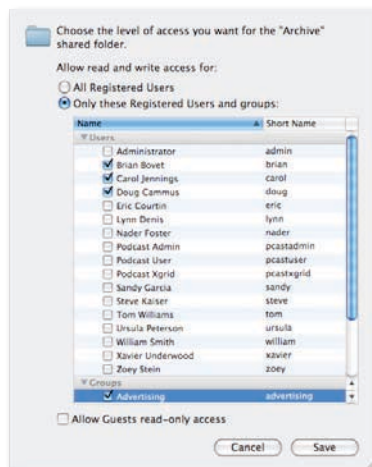 Choose the level of access you want for the "Archive"
shared folder.
Allow read and write access for:
All Registered Users
Only these Registered Users and groups:
Name Short Name
Users
Administrator admin
Brian Bovet brian
Carol Jennings carol
Doug Cammus doug
Eric Courtin eric
Lynn Denis lynn
Nader Foster nader
Podcast Admin pcastadmin
Podcast User pcastuser
Podcast Xgrid pcastxgrid
Sandy Garcia sandy
Steve Kaiser steve
Tom Williams tom
Ursula Peterson ursula
William Smith william
Xavier Underwood xavier
Zoey Stein zoey
Groups
Advertising advertising
Allow Guests read-only access
Cancel Save